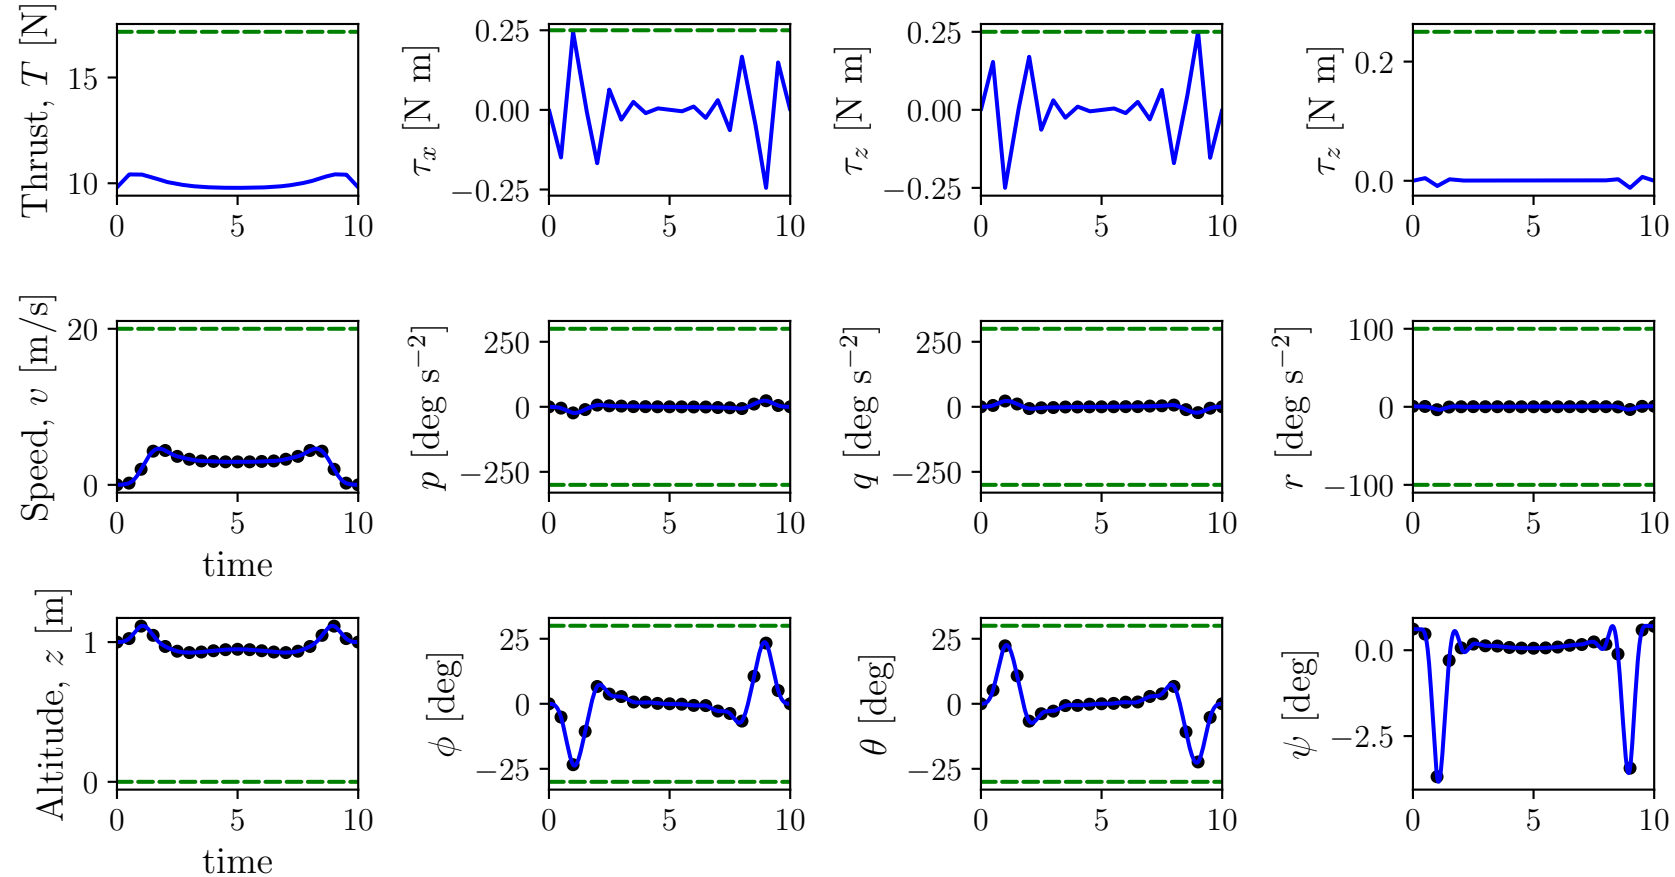 Thrust, T [N]
15
10
0 5 10
τx [N m]
0.25
0.00
−0.25
0 5 10
τz [N m]
0.25
0.00
−0.25
0 5 10
τz [N m]
0.2
0.0
0 5 10
Speed, v [m/s]
20
0
0 5 10
time
p [deg s−2]
250
0
−250
0 5 10
q [deg s−2]
250
0
−250
0 5 10
r [deg s−2]
100
0
−100
0 5 10
Altitude, z [m]
1
0
0 5 10
time
ϕ [deg]
25
0
−25
0 5 10
θ [deg]
25
0
−25
0 5 10
ψ [deg]
0.0
−2.5
0 5 10